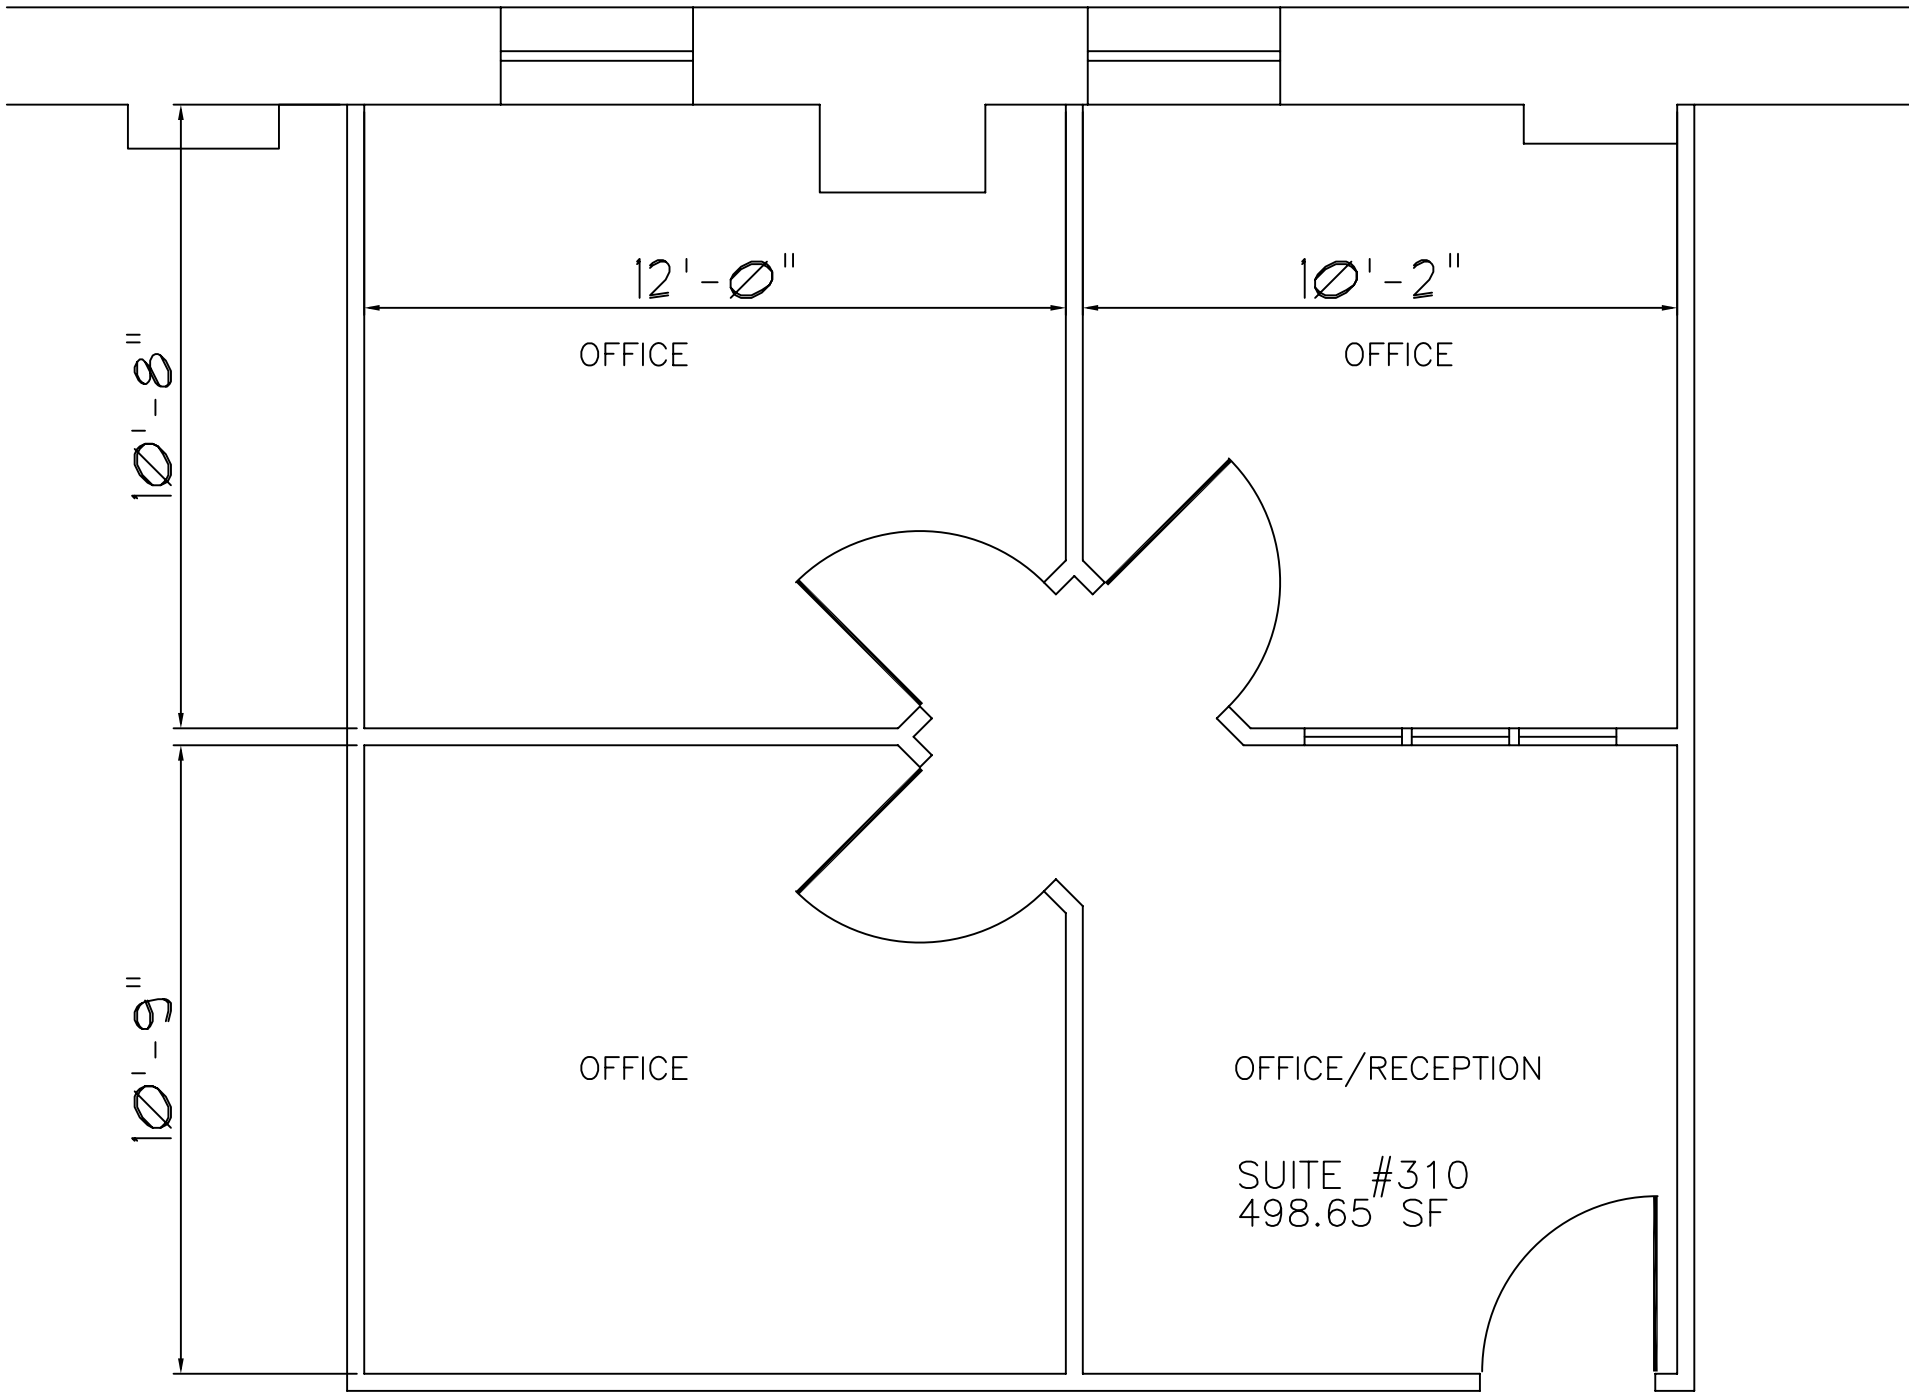 12'-0"
10'-2"
OFFICE
OFFICE
10'-8"
10'-9"
OFFICE
OFFICE/RECEPTION
SUITE #310
498.65 SF